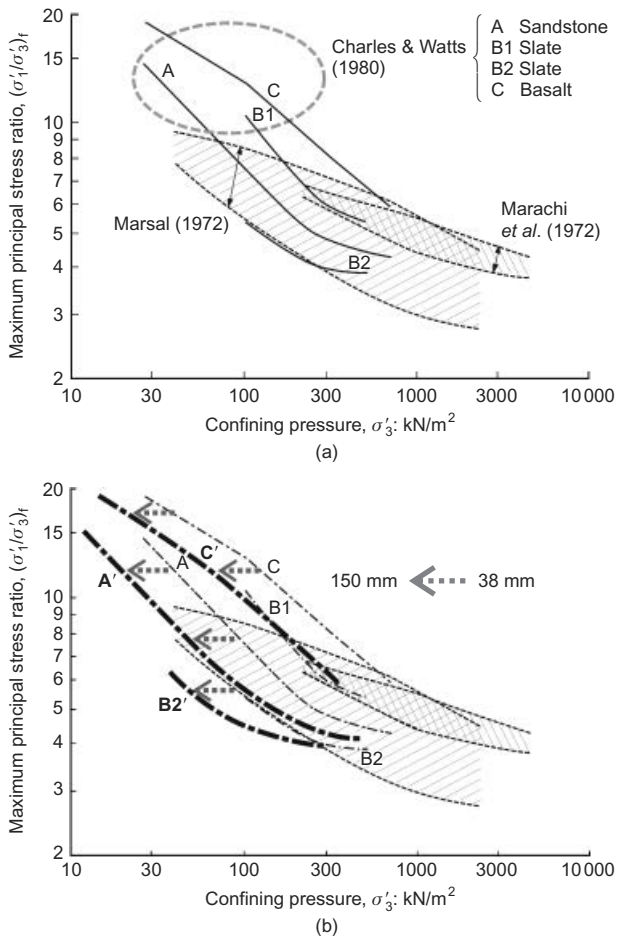 20
15
10
9
8
7
6
5
4
3
2
Maximum principal stress ratio, (σ′1/σ′3)f
A
C
B1
B2
Marsal (1972)
Charles & Watts
(1980)
A Sandstone
B1 Slate
B2 Slate
C Basalt
Marachi
et al. (1972)
10 30 100 300 1000 3000 10 000
Confining pressure, σ′3: kN/m²
(a)
20
15
10
9
8
7
6
5
4
3
2
Maximum principal stress ratio, (σ′1/σ′3)f
C′
A
C
A′
B1
150 mm 38 mm
B2′
B2
10 30 100 300 1000 3000 10 000
Confining pressure, σ′3: kN/m²
(b)